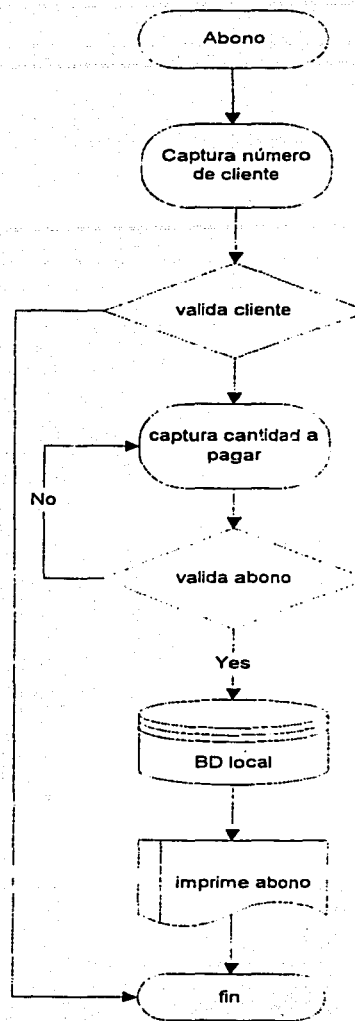 Abono
Captura número
de cliente
valida cliente
captura cantidad a
pagar
No
valida abono
Yes
BD local
imprime abono
fin